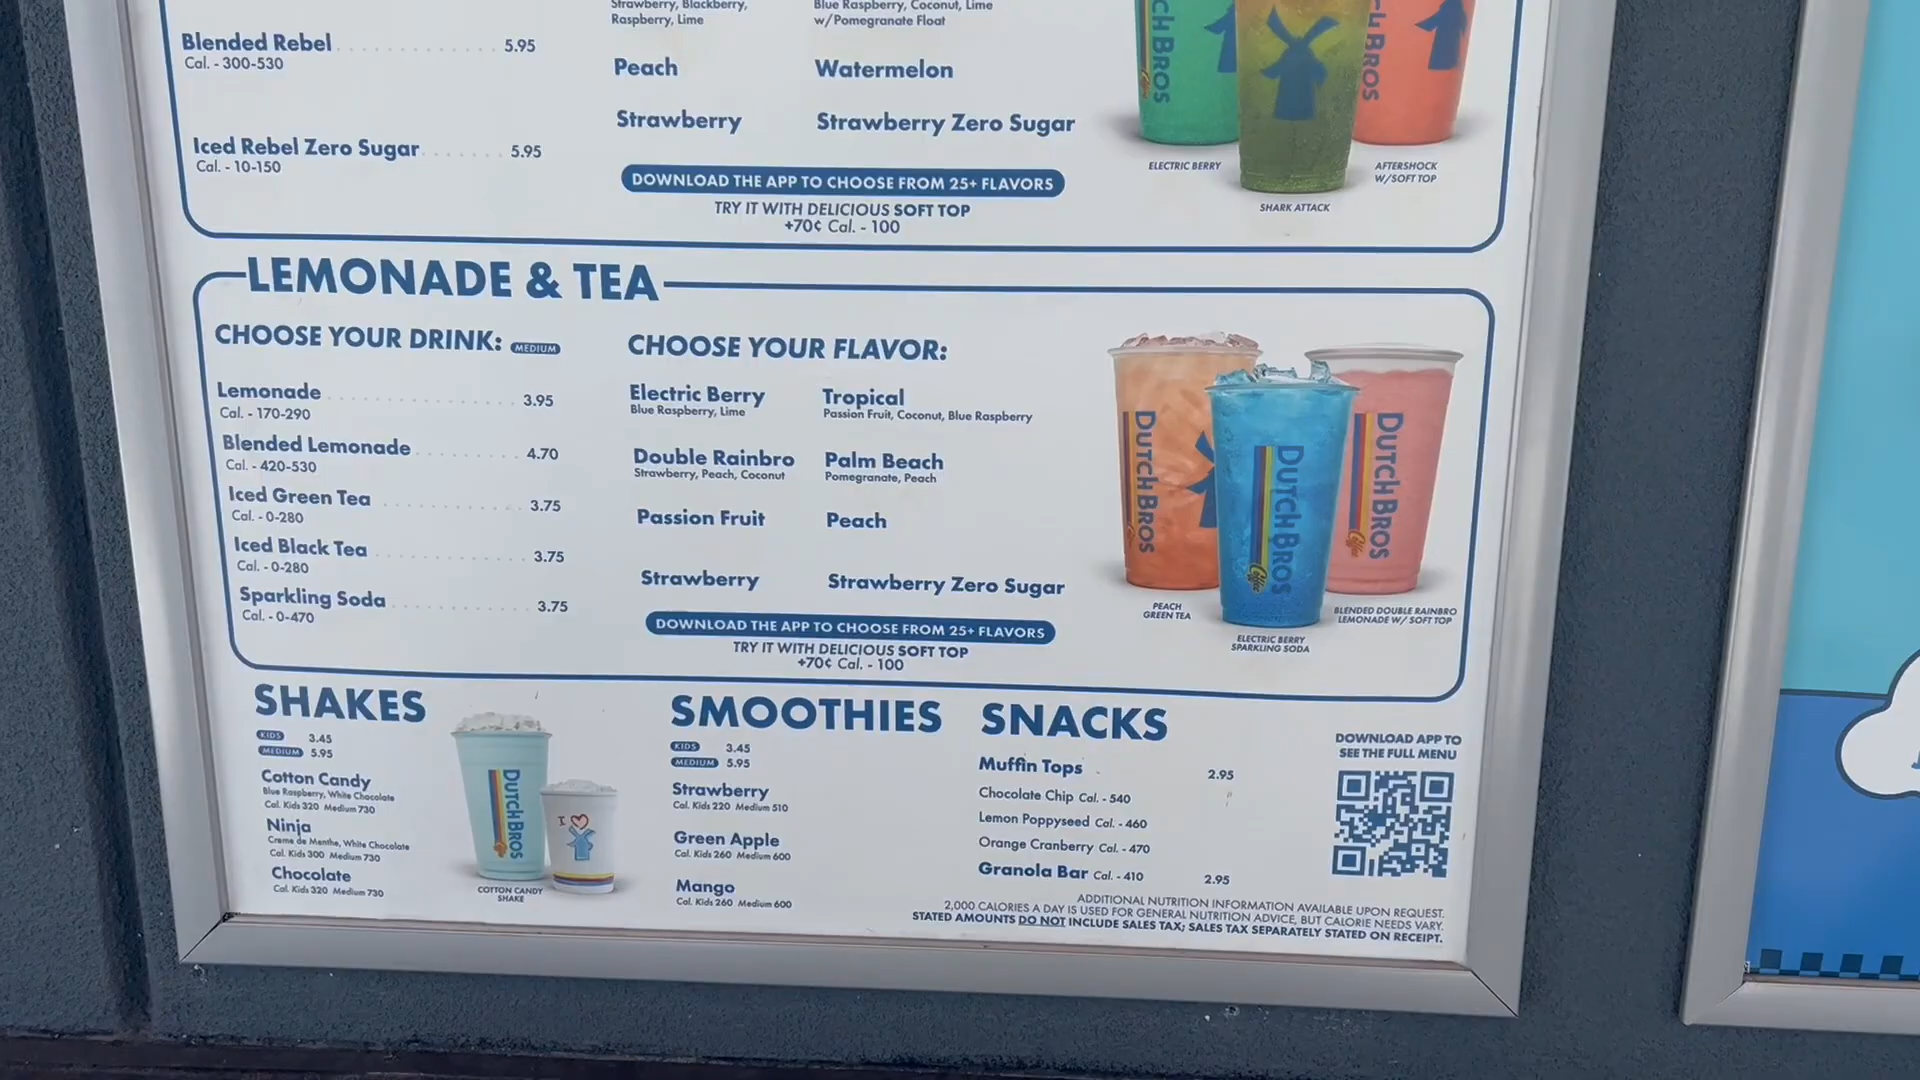 Strawberry, Blackberry,
Raspberry, Lime
Blue Raspberry, Coconut, Lime
w/Pomegranate Float
Blended Rebel 5.95
Cal. - 300-530
Peach
Watermelon
Strawberry
Strawberry Zero Sugar
Iced Rebel Zero Sugar 5.95
Cal. - 10-150
DOWNLOAD THE APP TO CHOOSE FROM 25+ FLAVORS
TRY IT WITH DELICIOUS SOFT TOP
+70¢ Cal. - 100
CH BROS
CH BROS
ELECTRIC BERRY
SHARK ATTACK
AFTERSHOCK
W/SOFT TOP
LEMONADE & TEA
CHOOSE YOUR DRINK: MEDIUM
Lemonade 3.95
Cal. - 170-290
Blended Lemonade 4.70
Cal. - 420-530
Iced Green Tea 3.75
Cal. - 0-280
Iced Black Tea 3.75
Cal. - 0-280
Sparkling Soda 3.75
Cal. - 0-470
CHOOSE YOUR FLAVOR:
Electric Berry
Blue Raspberry, Lime
Tropical
Passion Fruit, Coconut, Blue Raspberry
Double Rainbro
Strawberry, Peach, Coconut
Palm Beach
Pomegranate, Peach
Passion Fruit
Peach
Strawberry
Strawberry Zero Sugar
DOWNLOAD THE APP TO CHOOSE FROM 25+ FLAVORS
TRY IT WITH DELICIOUS SOFT TOP
+70¢ Cal. - 100
DUTCH BROS
DUTCH BROS
Coffee
DUTCH BROS
Coffee
PEACH
GREEN TEA
ELECTRIC BERRY
SPARKLING SODA
BLENDED DOUBLE RAINBRO
LEMONADE W/ SOFT TOP
SHAKES
KIDS 3.45
MEDIUM 5.95
Cotton Candy
Blue Raspberry, White Chocolate
Cal. Kids 320 Medium 730
Ninja
Creme de Menthe, White Chocolate
Cal. Kids 300 Medium 730
Chocolate
Cal. Kids 320 Medium 730
DUTCH BROS
I
COTTON CANDY
SHAKE
SMOOTHIES
KIDS 3.45
MEDIUM 5.95
Strawberry
Cal. Kids 220 Medium 510
Green Apple
Cal. Kids 260 Medium 600
Mango
Cal. Kids 260 Medium 600
SNACKS
Muffin Tops 2.95
Chocolate Chip Cal. - 540
Lemon Poppyseed Cal. - 460
Orange Cranberry Cal. - 470
Granola Bar Cal. - 410 2.95
DOWNLOAD APP TO
SEE THE FULL MENU
ADDITIONAL NUTRITION INFORMATION AVAILABLE UPON REQUEST.
2,000 CALORIES A DAY IS USED FOR GENERAL NUTRITION ADVICE, BUT CALORIE NEEDS VARY.
STATED AMOUNTS DO NOT INCLUDE SALES TAX; SALES TAX SEPARATELY STATED ON RECEIPT.